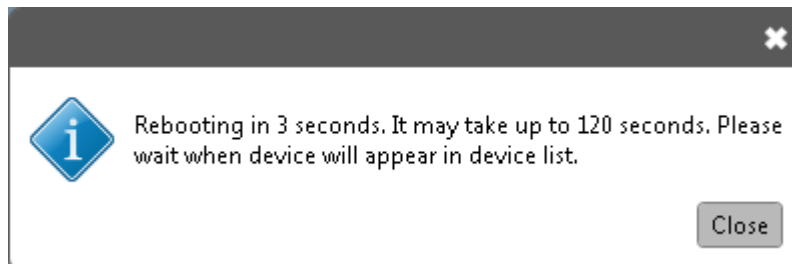 Rebooting in 3 seconds. It may take up to 120 seconds. Please
wait when device will appear in device list.
Close